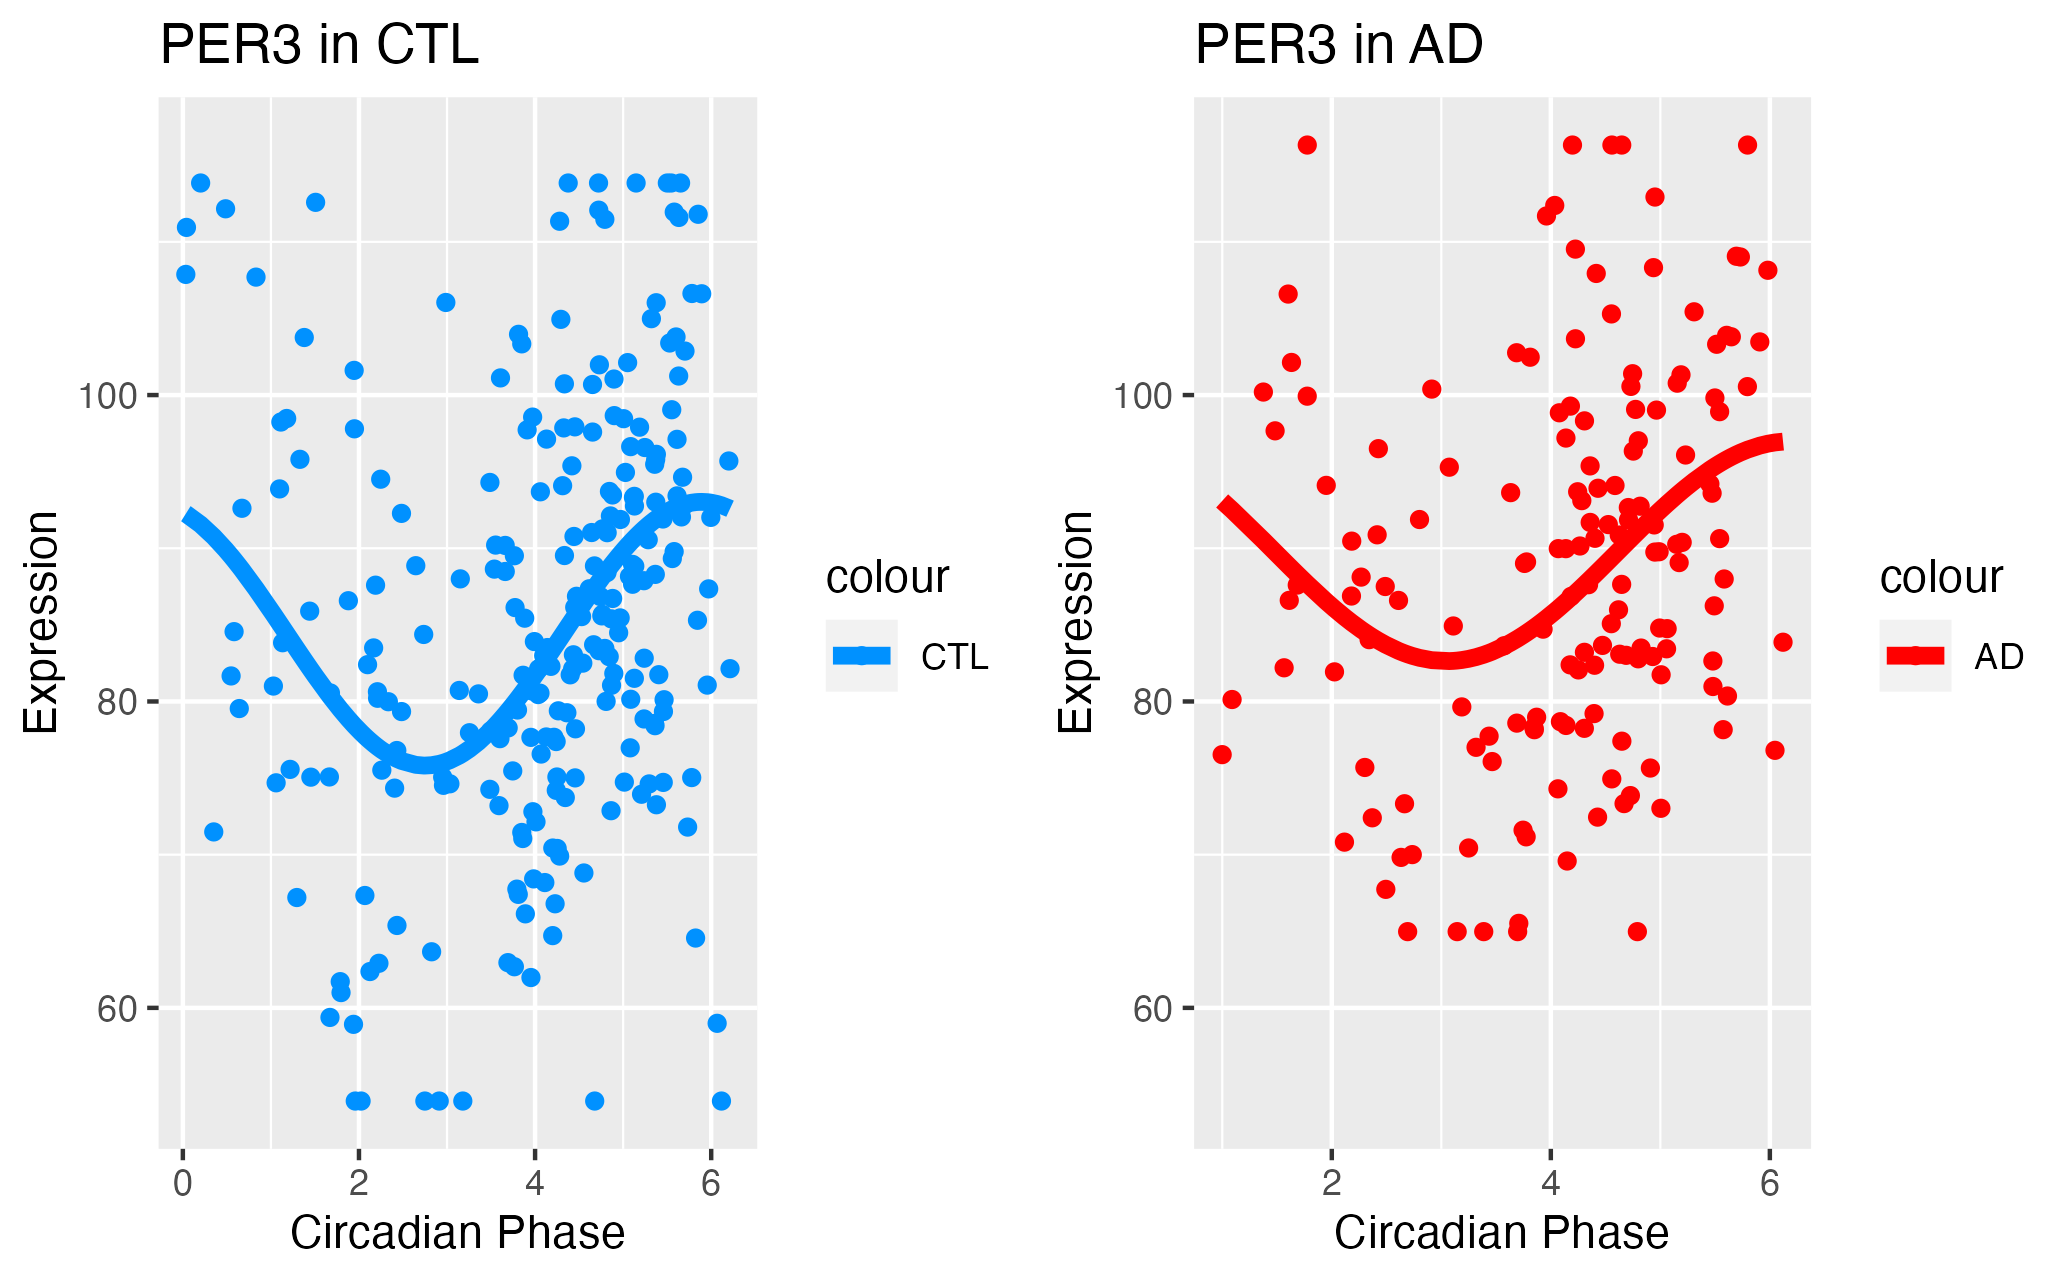 PER3 in CTL
Expression
100
80
60
0 2 4 6
Circadian Phase
colour
CTL
PER3 in AD
Expression
100
80
60
2 4 6
Circadian Phase
colour
AD